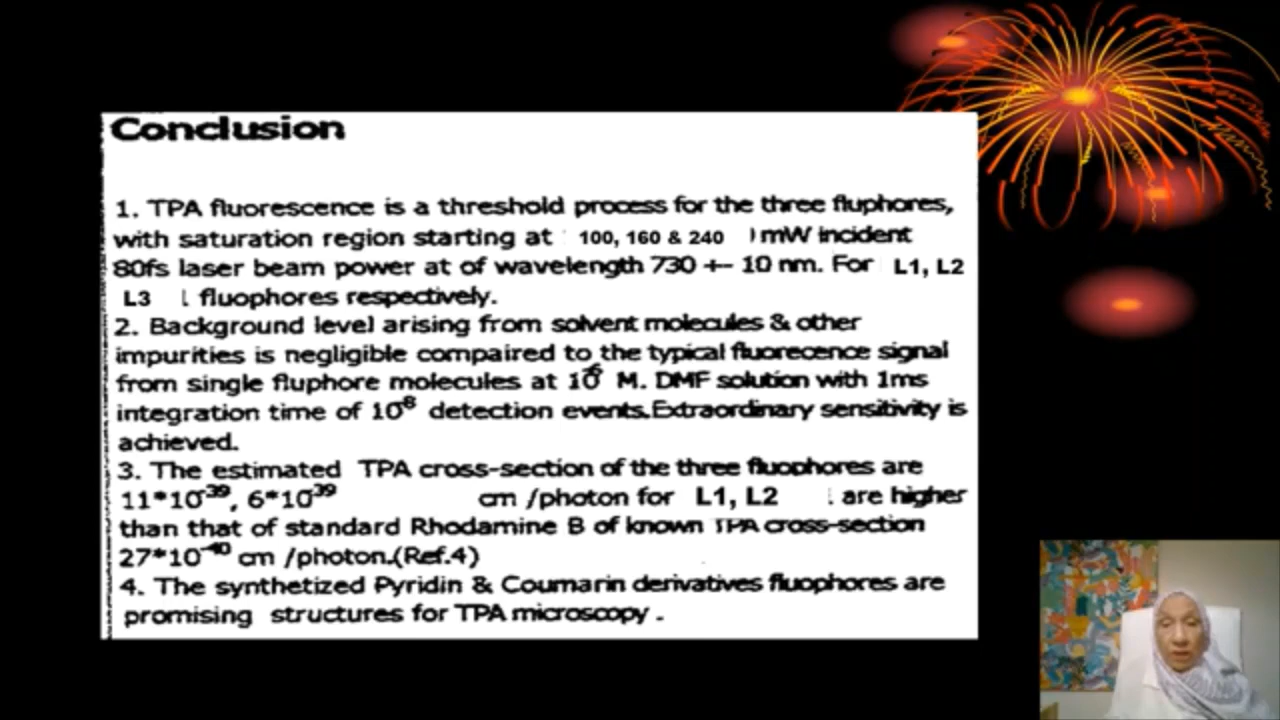 Conclusion
1. TPA fluorescence is a threshold process for the three fluphores,
with saturation region starting at 100, 160 & 240 ) mW incident
80fs laser beam power at of wavelength 730 +- 10 nm. For L1, L2
L3 fluophores respectively.
2. Background level arising from solvent molecules & other
impurities is negligible compaired to the typical fluorecence signal
from single fluphore molecules at 10⁻⁶ M. DMF solution with 1ms
integration time of 10⁸ detection events.Extraordinary sensitivity is
achieved.
3. The estimated TPA cross-section of the three fluophores are
11*10⁻³⁹, 6*10⁻³⁹ cm /photon for L1, L2 are higher
than that of standard Rhodamine B of known TPA cross-section
27*10⁻⁴⁰ cm /photon.(Ref.4)
4. The synthetized Pyridin & Coumarin derivatives fluophores are
promising structures for TPA microscopy .